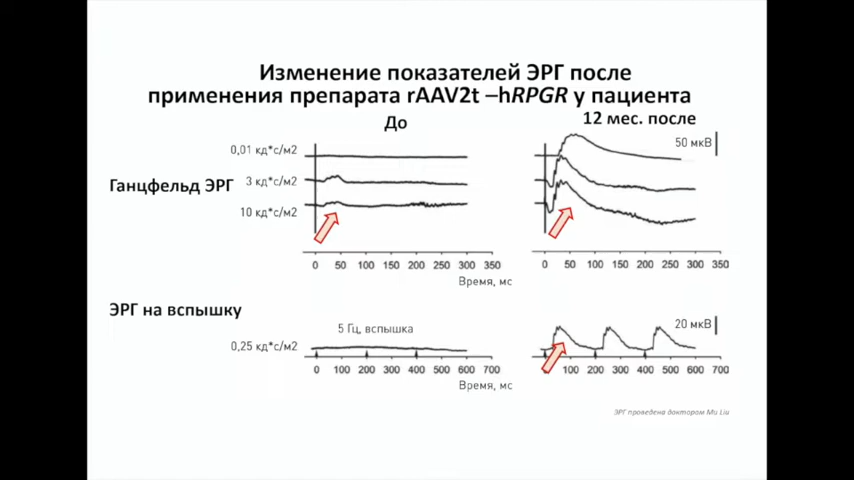 Изменение показателей ЭРГ после
применения препарата rAAV2t –hRPGR у пациента
До
12 мес. после
0,01 кд*с/м2
50 мкВ
Ганцфельд ЭРГ
3 кд*с/м2
10 кд*с/м2
0 50 100 150 200 250 300 350
0 50 100 150 200 250 300 350
Время, мс
Время, мс
ЭРГ на вспышку
5 Гц, вспышка
20 мкВ
0,25 кд*с/м2
0 100 200 300 400 500 600 700
100 200 300 400 500 600 700
Время, мс
Время, мс
ЭРГ проведена доктором Mu Liu